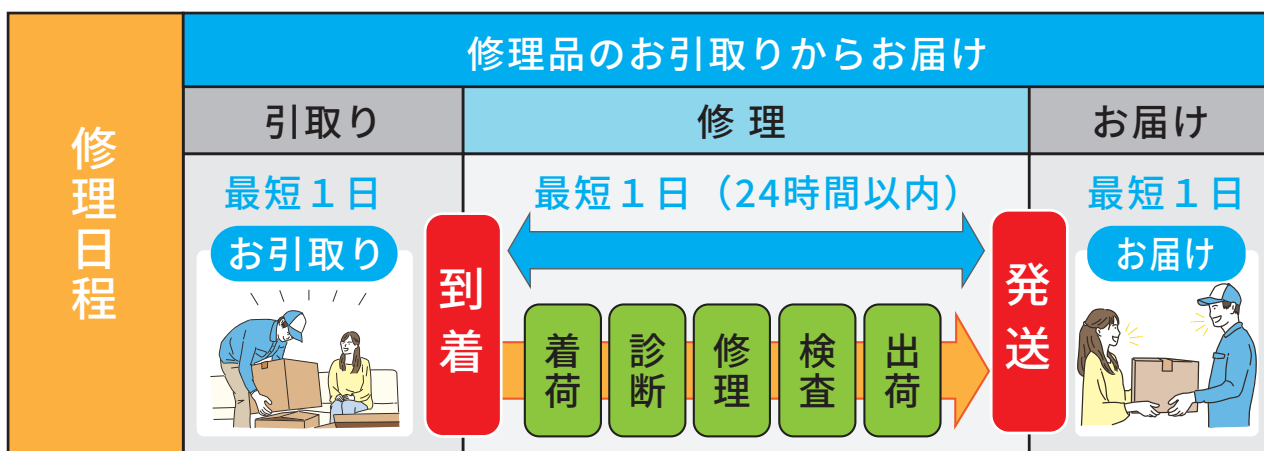 修理日程
修理品のお引取りからお届け
引取り
修 理
お届け
最短１日
最短１日（24時間以内）
最短１日
お引取り
到着
発送
お届け
着荷
診断
修理
検査
出荷